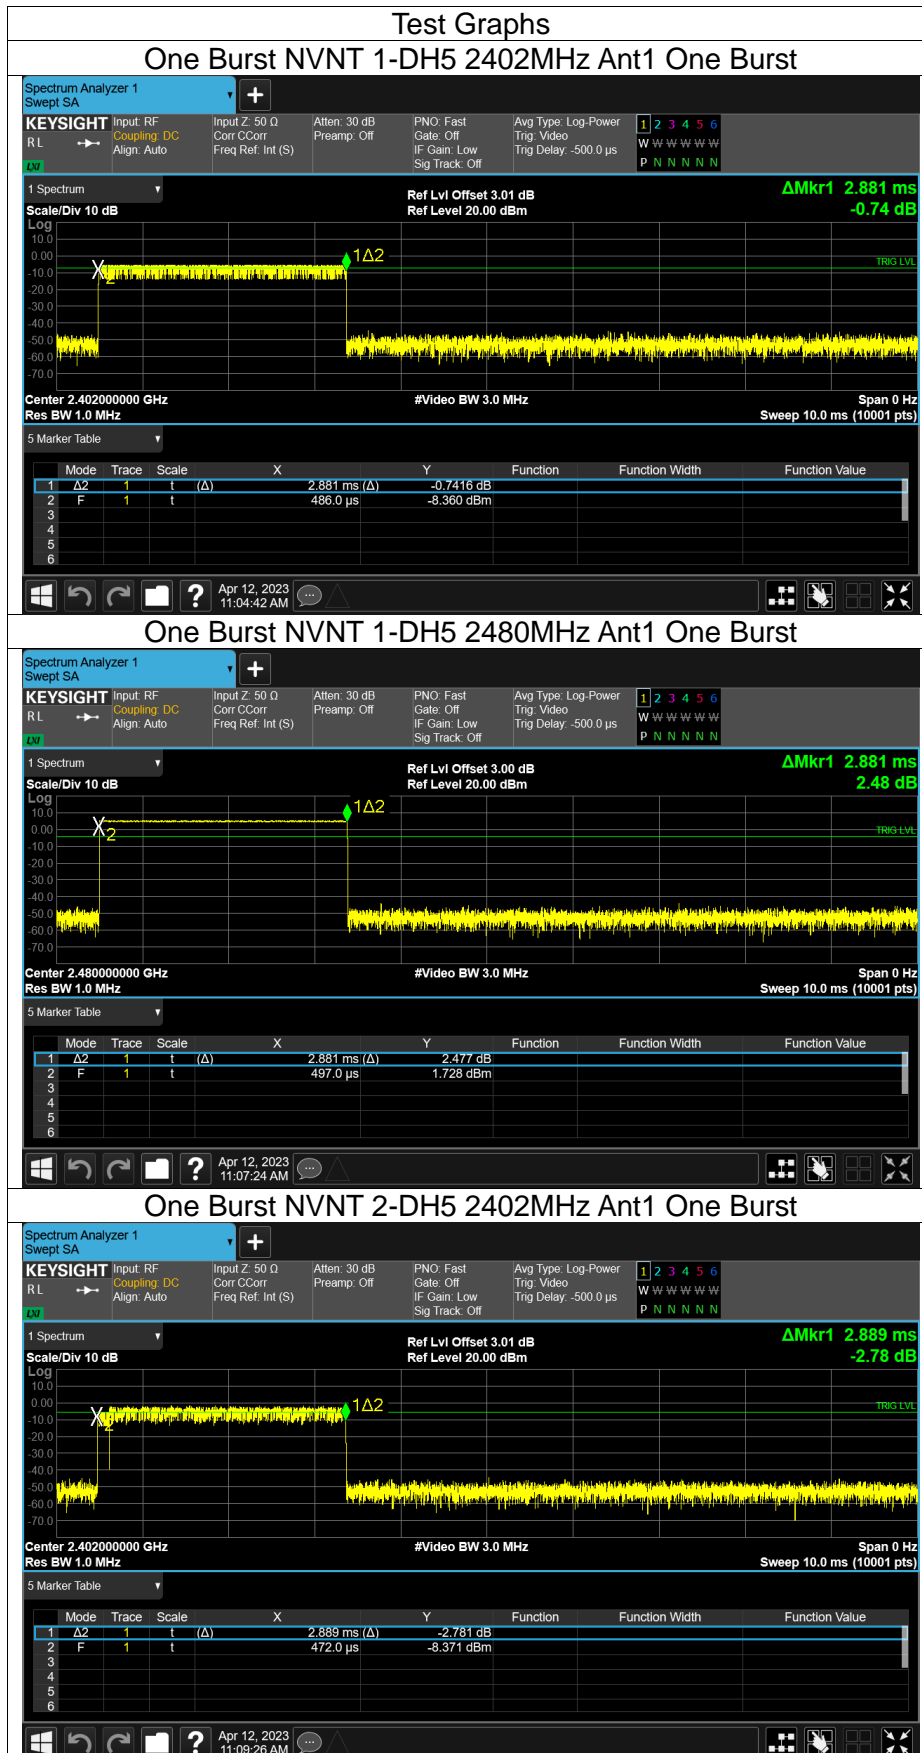 Test Graphs
One Burst NVNT 1-DH5 2402MHz Ant1 One Burst
Spectrum Analyzer 1
Swept SA
+
KEYSIGHT Input: RF Input Z: 50 Ω Atten: 30 dB PNO: Fast Avg Type: Log-Power 1 2 3 4 5 6
RL Coupling: DC Corr CCorr Preamp: Off Gate: Off Trig: Video W W W W W W
Align: Auto Freq Ref: Int (S) IF Gain: Low Trig Delay: -500.0 µs
LXI Sig Track: Off P N N N N N
1 Spectrum Ref Lvl Offset 3.01 dB ΔMkr1 2.881 ms
Scale/Div 10 dB Ref Level 20.00 dBm -0.74 dB
Log
10.0
0.00 1Δ2 TRIG LVL
-10.0 X 2
-20.0
-30.0
-40.0
-50.0
-60.0
-70.0
Center 2.402000000 GHz #Video BW 3.0 MHz Span 0 Hz
Res BW 1.0 MHz Sweep 10.0 ms (10001 pts)
5 Marker Table
Mode Trace Scale X Y Function Function Width Function Value
1 Δ2 1 t (Δ) 2.881 ms (Δ) -0.7416 dB
2 F 1 t 486.0 µs -8.360 dBm
3
4
5
6
? Apr 12, 2023
11:04:42 AM
One Burst NVNT 1-DH5 2480MHz Ant1 One Burst
Spectrum Analyzer 1
Swept SA
+
KEYSIGHT Input: RF Input Z: 50 Ω Atten: 30 dB PNO: Fast Avg Type: Log-Power 1 2 3 4 5 6
RL Coupling: DC Corr CCorr Preamp: Off Gate: Off Trig: Video W W W W W W
Align: Auto Freq Ref: Int (S) IF Gain: Low Trig Delay: -500.0 µs
LXI Sig Track: Off P N N N N N
1 Spectrum Ref Lvl Offset 3.00 dB ΔMkr1 2.881 ms
Scale/Div 10 dB Ref Level 20.00 dBm 2.48 dB
Log
10.0 1Δ2
0.00 X 2 TRIG LVL
-10.0
-20.0
-30.0
-40.0
-50.0
-60.0
-70.0
Center 2.480000000 GHz #Video BW 3.0 MHz Span 0 Hz
Res BW 1.0 MHz Sweep 10.0 ms (10001 pts)
5 Marker Table
Mode Trace Scale X Y Function Function Width Function Value
1 Δ2 1 t (Δ) 2.881 ms (Δ) 2.477 dB
2 F 1 t 497.0 µs 1.728 dBm
3
4
5
6
? Apr 12, 2023
11:07:24 AM
One Burst NVNT 2-DH5 2402MHz Ant1 One Burst
Spectrum Analyzer 1
Swept SA
+
KEYSIGHT Input: RF Input Z: 50 Ω Atten: 30 dB PNO: Fast Avg Type: Log-Power 1 2 3 4 5 6
RL Coupling: DC Corr CCorr Preamp: Off Gate: Off Trig: Video W W W W W W
Align: Auto Freq Ref: Int (S) IF Gain: Low Trig Delay: -500.0 µs
LXI Sig Track: Off P N N N N N
1 Spectrum Ref Lvl Offset 3.01 dB ΔMkr1 2.889 ms
Scale/Div 10 dB Ref Level 20.00 dBm -2.78 dB
Log
10.0
0.00 1Δ2 TRIG LVL
-10.0 X 2
-20.0
-30.0
-40.0
-50.0
-60.0
-70.0
Center 2.402000000 GHz #Video BW 3.0 MHz Span 0 Hz
Res BW 1.0 MHz Sweep 10.0 ms (10001 pts)
5 Marker Table
Mode Trace Scale X Y Function Function Width Function Value
1 Δ2 1 t (Δ) 2.889 ms (Δ) -2.781 dB
2 F 1 t 472.0 µs -8.371 dBm
3
4
5
6
? Apr 12, 2023
11:09:26 AM